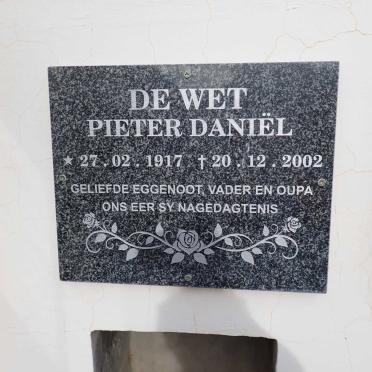 DE WET
PIETER DANIËL
★ 27 . 02 . 1917 † 20 . 12 . 2002
GELIEFDE EGGENOOT, VADER EN OUPA
ONS EER SY NAGEDAGTENIS